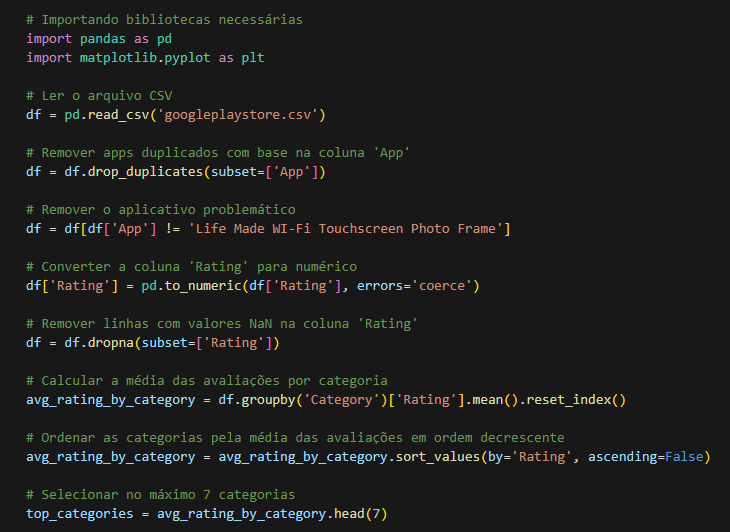 # Importando bibliotecas necessárias
import pandas as pd
import matplotlib.pyplot as plt
# Ler o arquivo CSV
df = pd.read_csv('googleplaystore.csv')
# Remover apps duplicados com base na coluna 'App'
df = df.drop_duplicates(subset=['App'])
# Remover o aplicativo problemático
df = df[df['App'] != 'Life Made WI-Fi Touchscreen Photo Frame']
# Converter a coluna 'Rating' para numérico
df['Rating'] = pd.to_numeric(df['Rating'], errors='coerce')
# Remover linhas com valores NaN na coluna 'Rating'
df = df.dropna(subset=['Rating'])
# Calcular a média das avaliações por categoria
avg_rating_by_category = df.groupby('Category')['Rating'].mean().reset_index()
# Ordenar as categorias pela média das avaliações em ordem decrescente
avg_rating_by_category = avg_rating_by_category.sort_values(by='Rating', ascending=False)
# Selecionar no máximo 7 categorias
top_categories = avg_rating_by_category.head(7)